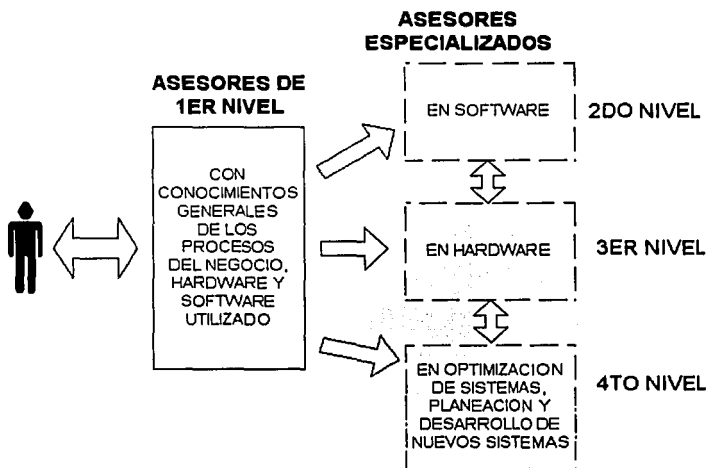 ASESORES
ESPECIALIZADOS
ASESORES DE
1ER NIVEL
CON
CONOCIMIENTOS
GENERALES
DE LOS
PROCESOS
DEL NEGOCIO,
HARDWARE Y
SOFTWARE
UTILIZADO
EN SOFTWARE
2DO NIVEL
EN HARDWARE
3ER NIVEL
EN OPTIMIZACION
DE SISTEMAS,
PLANEACION Y
DESARROLLO DE
NUEVOS SISTEMAS
4TO NIVEL